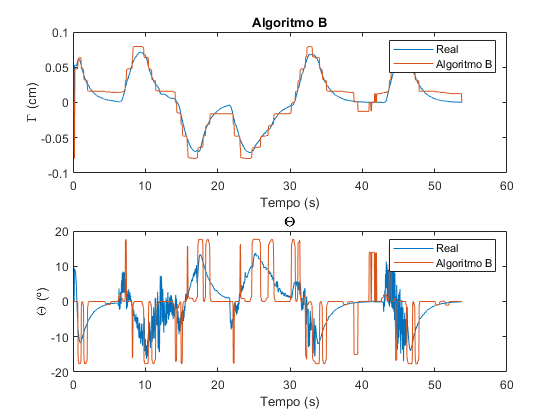 Algoritmo B
0.1
0.05
0
-0.05
-0.1
Γ (cm)
Real
Algoritmo B
0 10 20 30 40 50 60
Tempo (s)
Θ
20
10
0
-10
-20
Θ (º)
Real
Algoritmo B
0 10 20 30 40 50 60
Tempo (s)